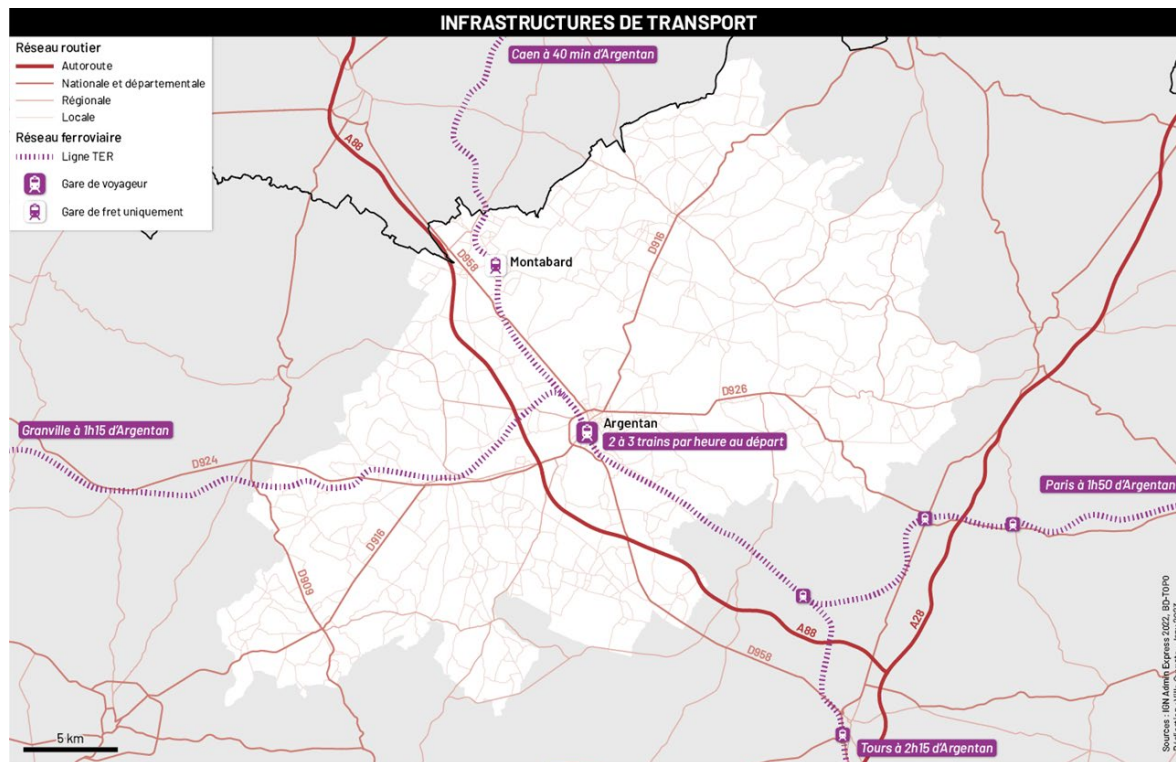 INFRASTRUCTURES DE TRANSPORT
Réseau routier
Autoroute
Nationale et départementale
Régionale
Locale
Réseau ferroviaire
Ligne TER
Gare de voyageur
Gare de fret uniquement
Caen à 40 min d'Argentan
A88
D958
Montabard
D916
D926
Argentan
2 à 3 trains par heure au départ
Granville à 1h15 d'Argentan
D924
Paris à 1h50 d'Argentan
D916
D909
A28
A88
D958
Tours à 2h15 d'Argentan
5 km
Sources : IGN Admin Express 2022, BD-TOPO